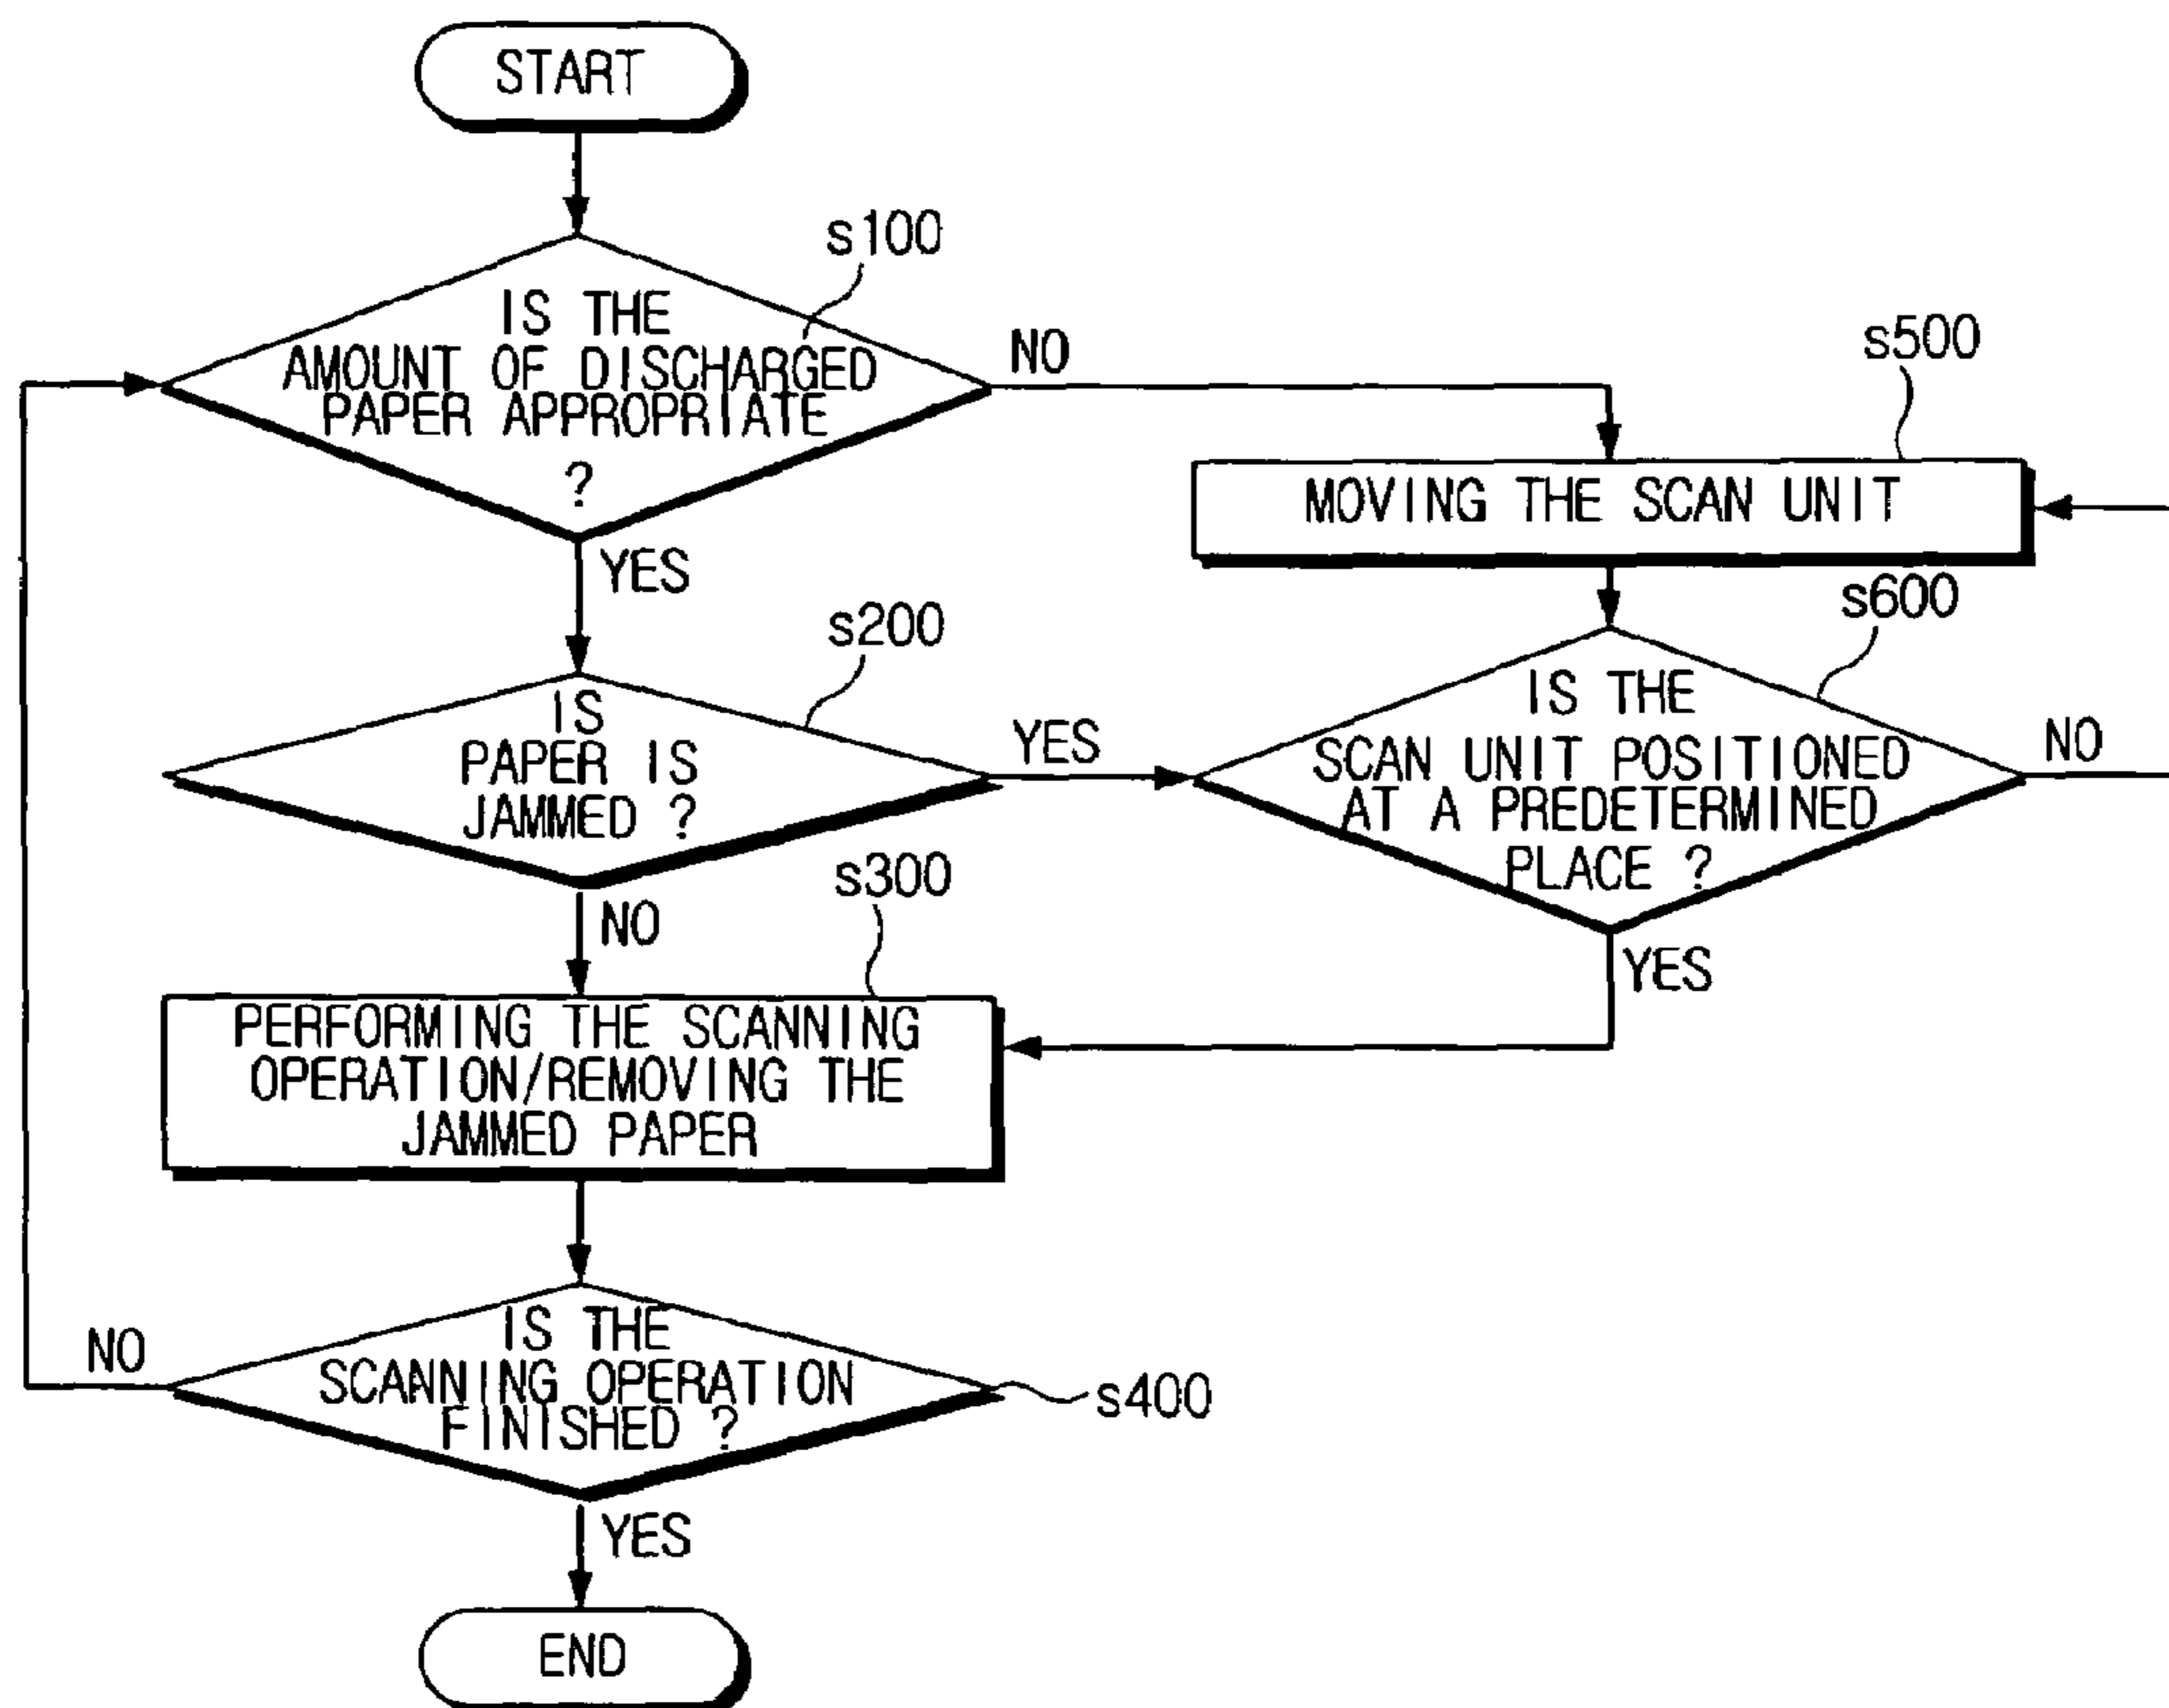 START
s100
IS THE
AMOUNT OF DISCHARGED
PAPER APPROPRIATE
?
NO
YES
s500
MOVING THE SCAN UNIT
s200
IS
PAPER IS
JAMMED ?
YES
NO
s600
IS THE
SCAN UNIT POSITIONED
AT A PREDETERMINED
PLACE ?
NO
YES
s300
PERFORMING THE SCANNING
OPERATION/REMOVING THE
JAMMED PAPER
IS THE
SCANNING OPERATION
FINISHED ?
NO
s400
YES
END